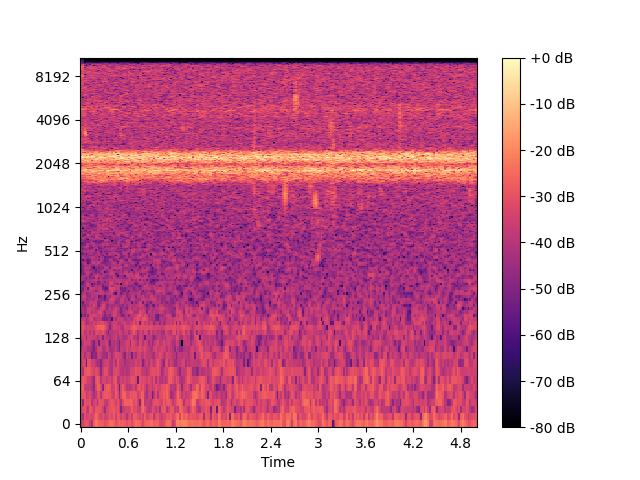 +0 dB
8192
-10 dB
4096
-20 dB
2048
-30 dB
1024
-40 dB
Hz
512
-50 dB
256
-60 dB
128
-70 dB
64
0
-80 dB
0 0.6 1.2 1.8 2.4 3 3.6 4.2 4.8
Time